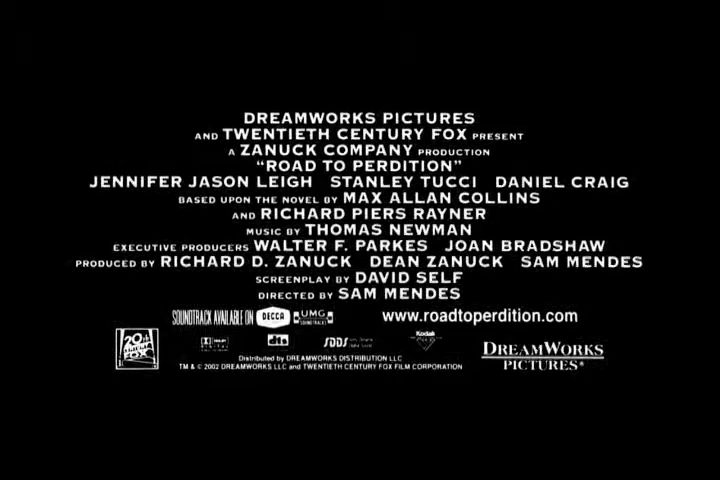 DREAMWORKS PICTURES
AND TWENTIETH CENTURY FOX PRESENT
A ZANUCK COMPANY PRODUCTION
“ROAD TO PERDITION”
JENNIFER JASON LEIGH STANLEY TUCCI DANIEL CRAIG
BASED UPON THE NOVEL BY MAX ALLAN COLLINS
AND RICHARD PIERS RAYNER
MUSIC BY THOMAS NEWMAN
EXECUTIVE PRODUCERS WALTER F. PARKES JOAN BRADSHAW
PRODUCED BY RICHARD D. ZANUCK DEAN ZANUCK SAM MENDES
SCREENPLAY BY DAVID SELF
DIRECTED BY SAM MENDES
SOUNDTRACK AVAILABLE ON DECCA UMG SOUNDTRACKS www.roadtoperdition.com
20th CENTURY FOX
dts SDDS Kodak
DREAMWORKS PICTURES®
Distributed by DREAMWORKS DISTRIBUTION LLC
TM & © 2002 DREAMWORKS LLC and TWENTIETH CENTURY FOX FILM CORPORATION